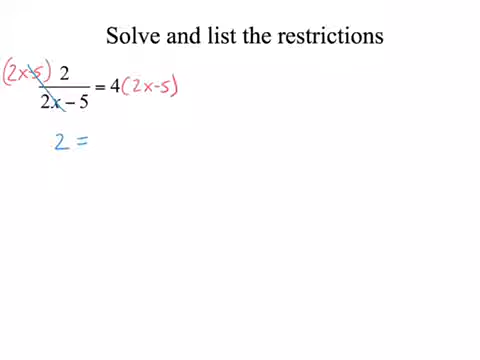 Solve and list the restrictions
(2x-5) 2 / 2x – 5 = 4 (2x-5)
2 =